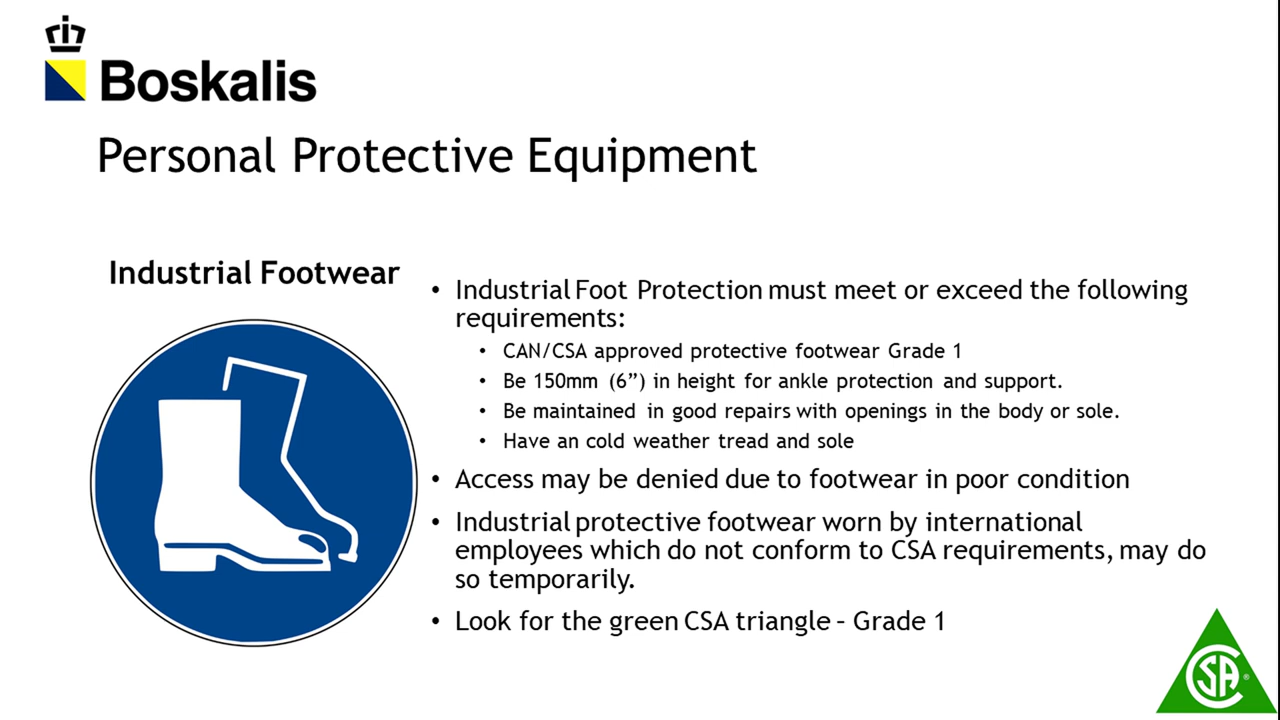 Boskalis
Personal Protective Equipment
Industrial Footwear
• Industrial Foot Protection must meet or exceed the following
requirements:
• CAN/CSA approved protective footwear Grade 1
• Be 150mm (6”) in height for ankle protection and support.
• Be maintained in good repairs with openings in the body or sole.
• Have an cold weather tread and sole
• Access may be denied due to footwear in poor condition
• Industrial protective footwear worn by international
employees which do not conform to CSA requirements, may do
so temporarily.
• Look for the green CSA triangle – Grade 1
CSA®